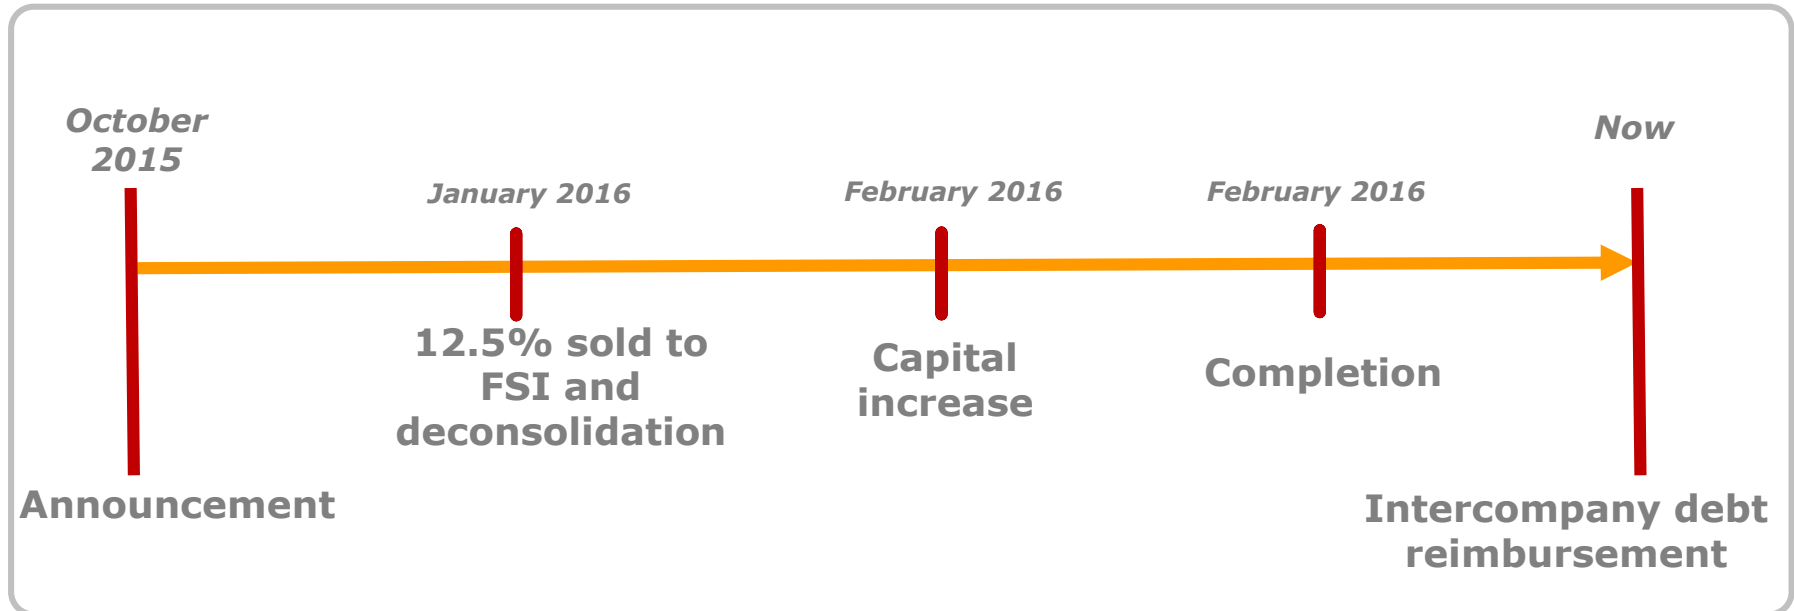 October
2015
January 2016
February 2016
February 2016
Now
12.5% sold to
FSI and
deconsolidation
Capital
increase
Completion
Announcement
Intercompany debt
reimbursement